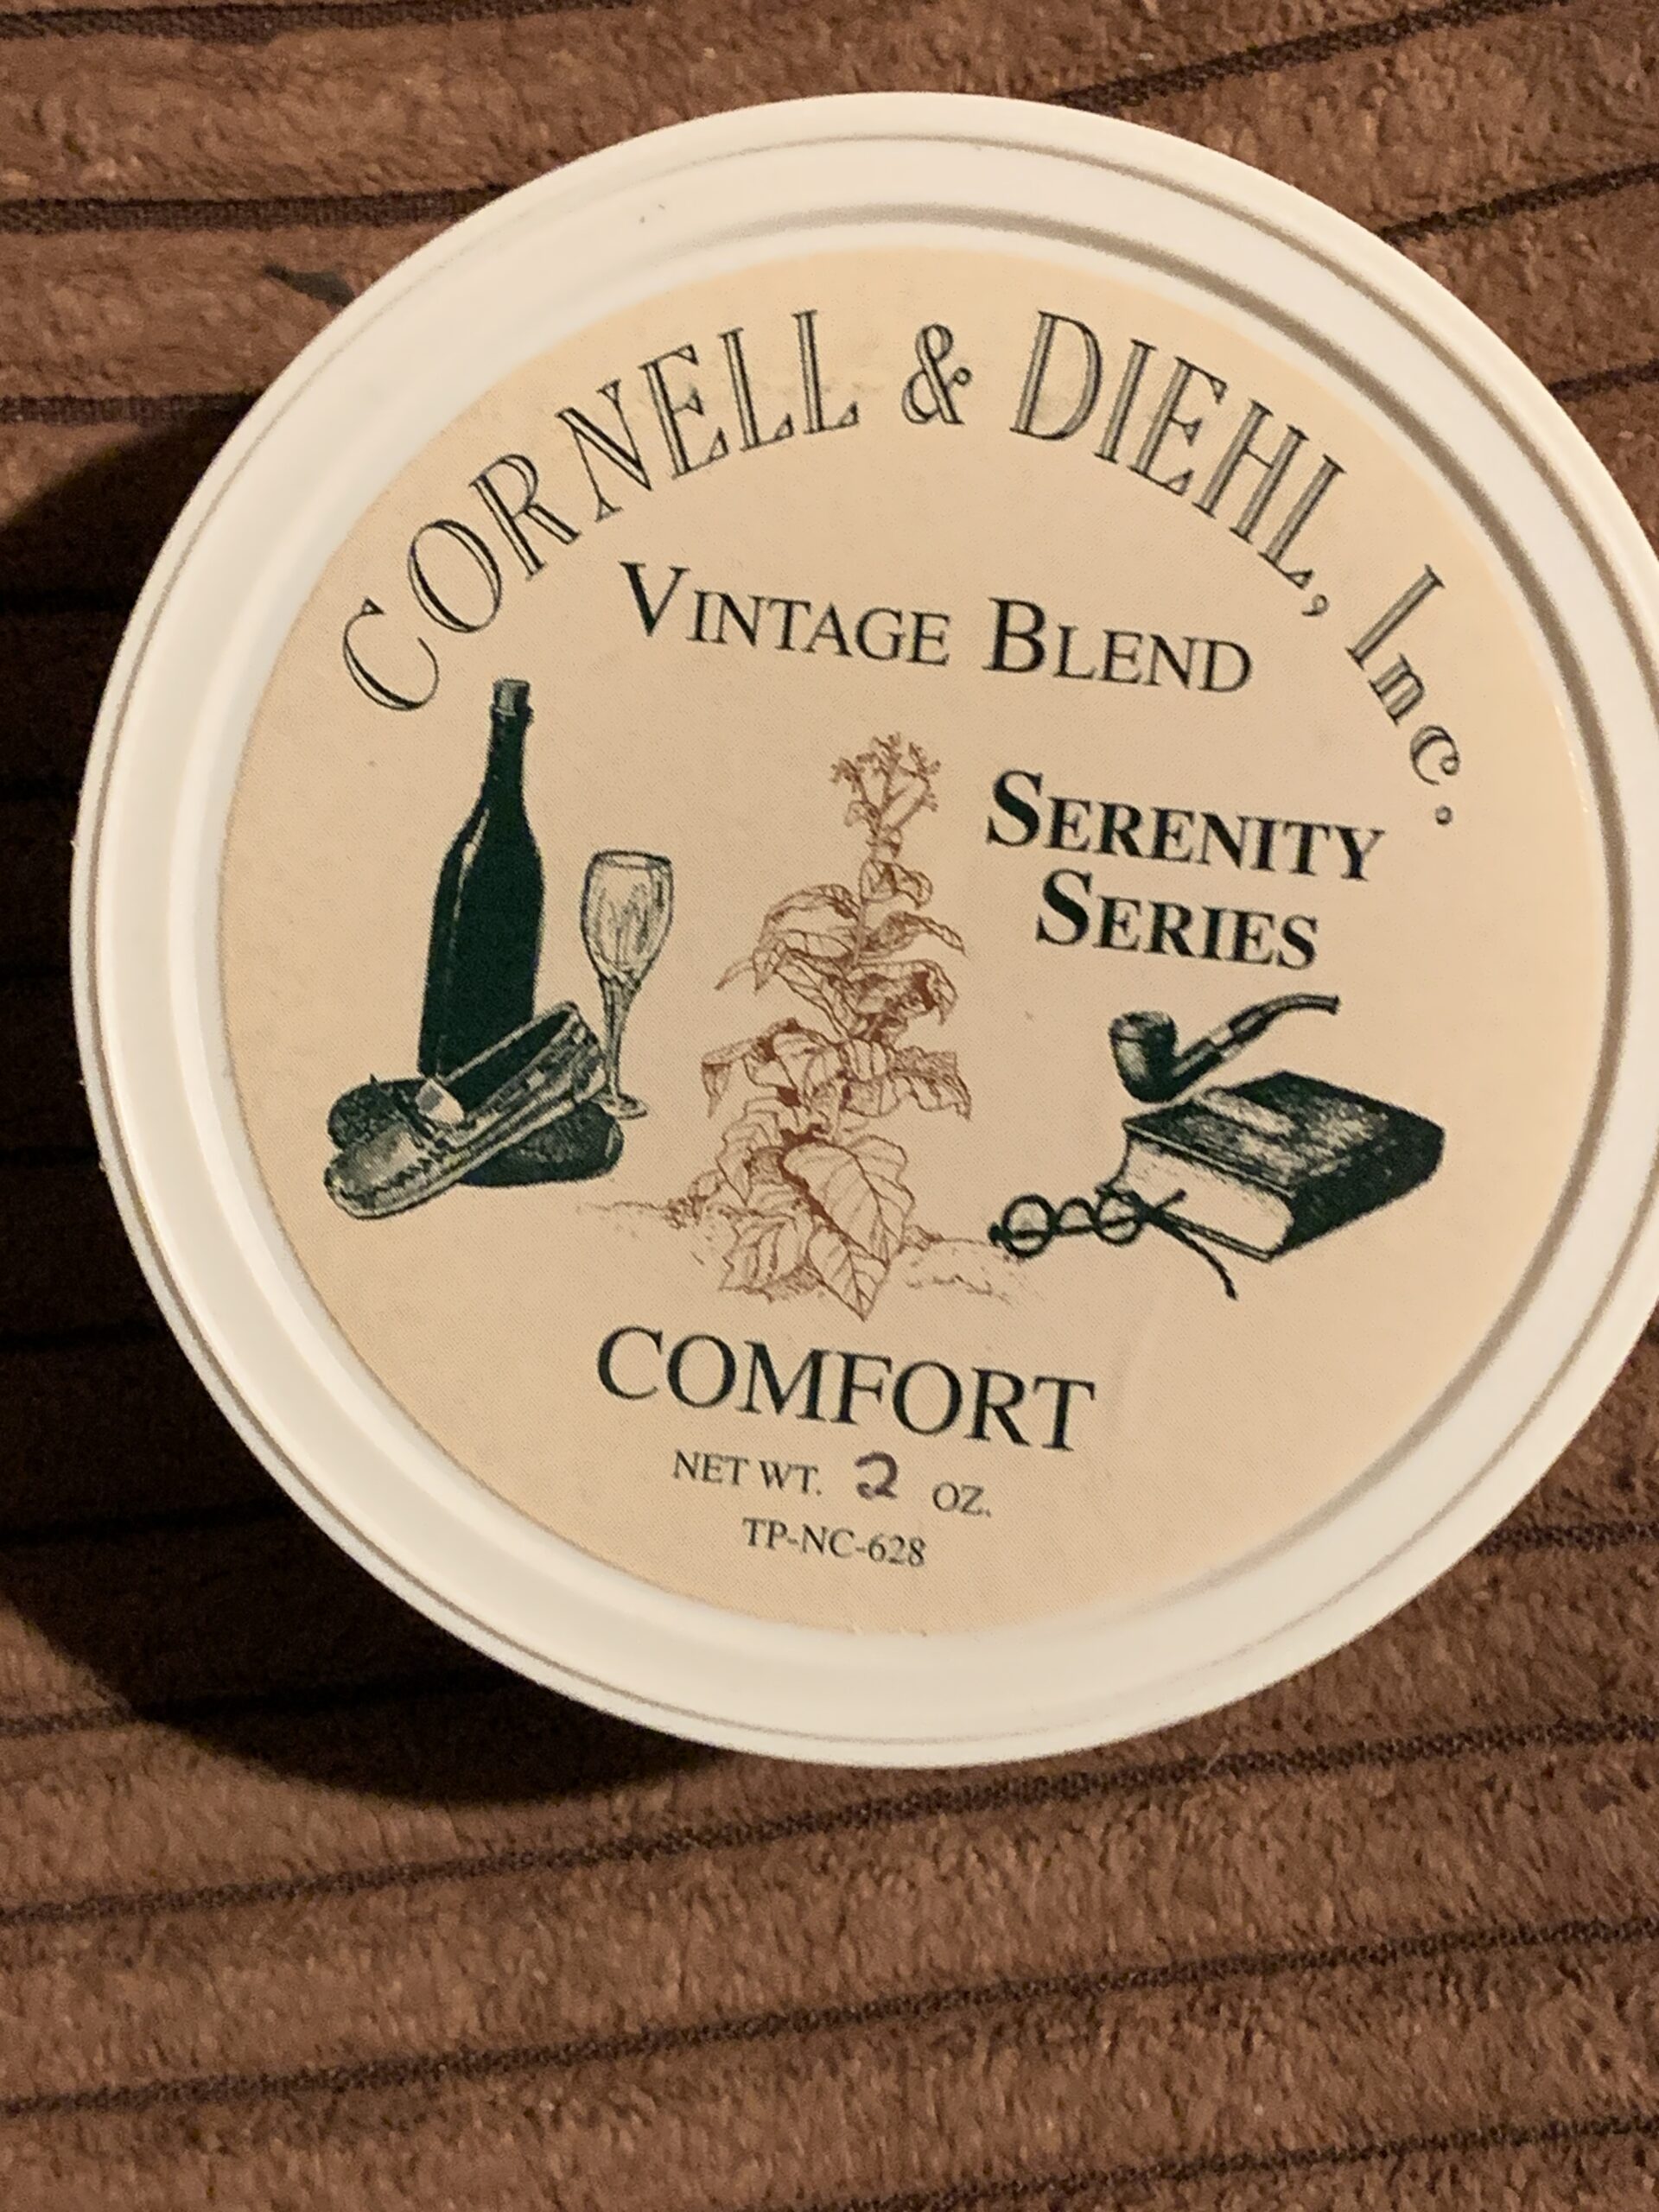 CORNELL & DIEHL, Inc.
VINTAGE BLEND
SERENITY
SERIES
COMFORT
NET WT. 2 OZ.
TP-NC-628